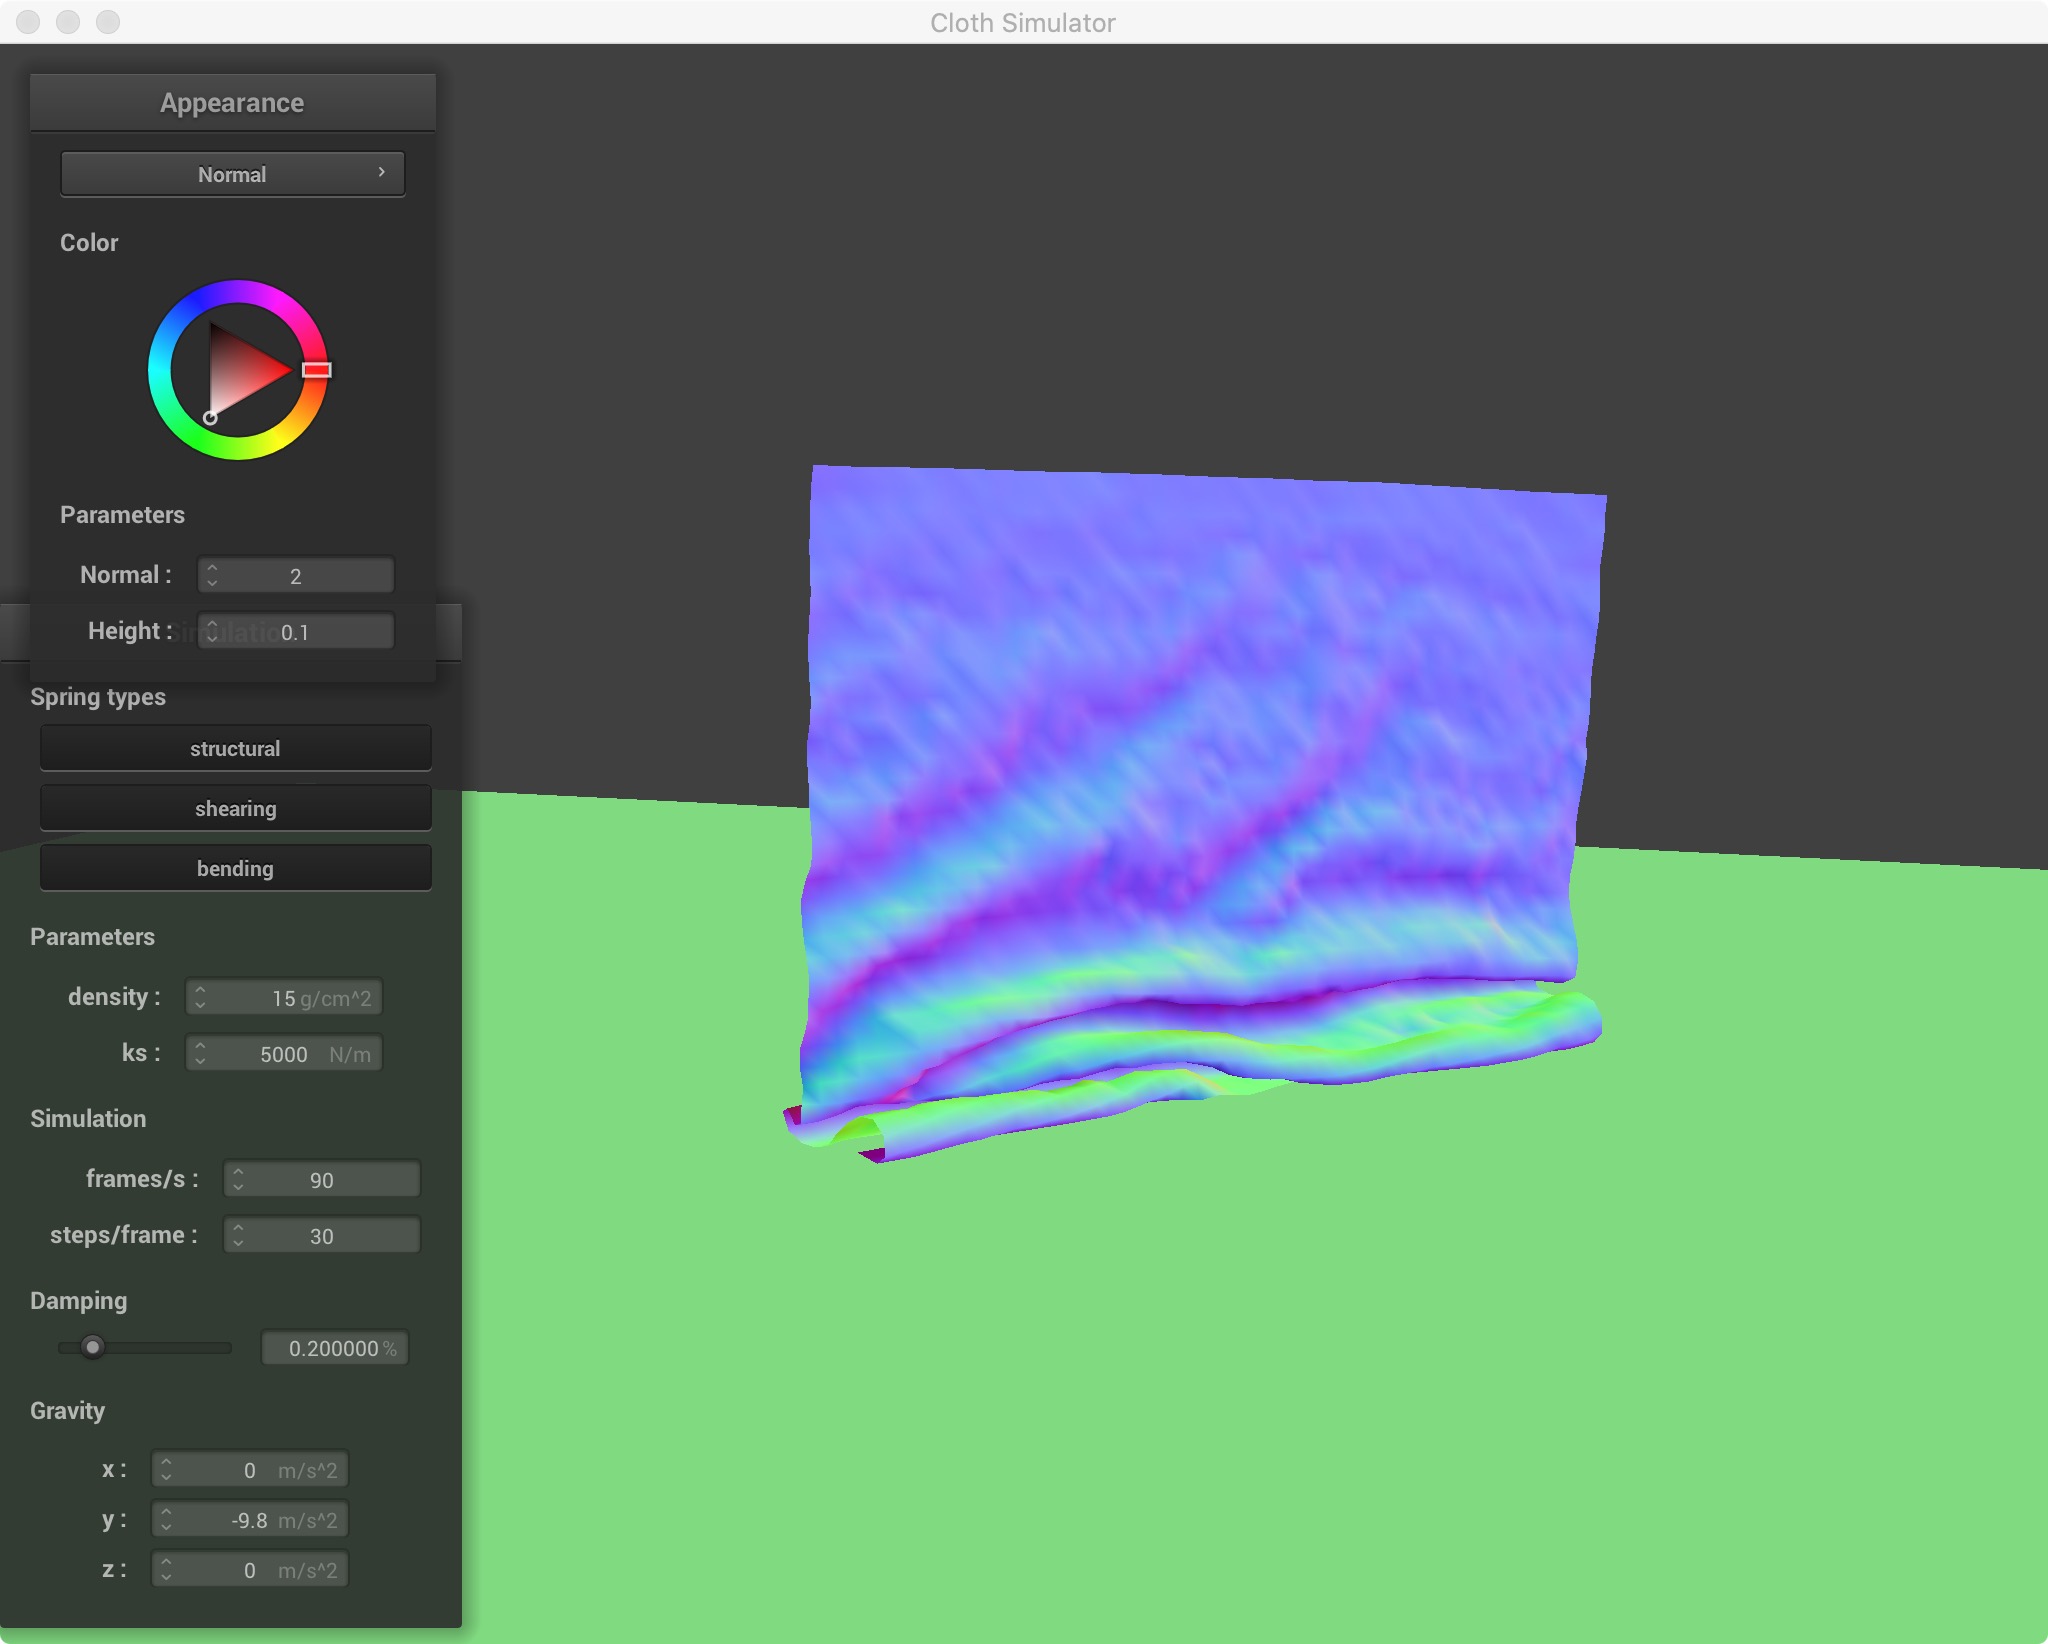 Cloth Simulator
Appearance
Normal
Color
Parameters
Normal : 2
Height : 0.1
Simulation
Spring types
structural
shearing
bending
Parameters
density : 15 g/cm^2
ks : 5000 N/m
Simulation
frames/s : 90
steps/frame : 30
Damping
0.200000 %
Gravity
x : 0 m/s^2
y : -9.8 m/s^2
z : 0 m/s^2